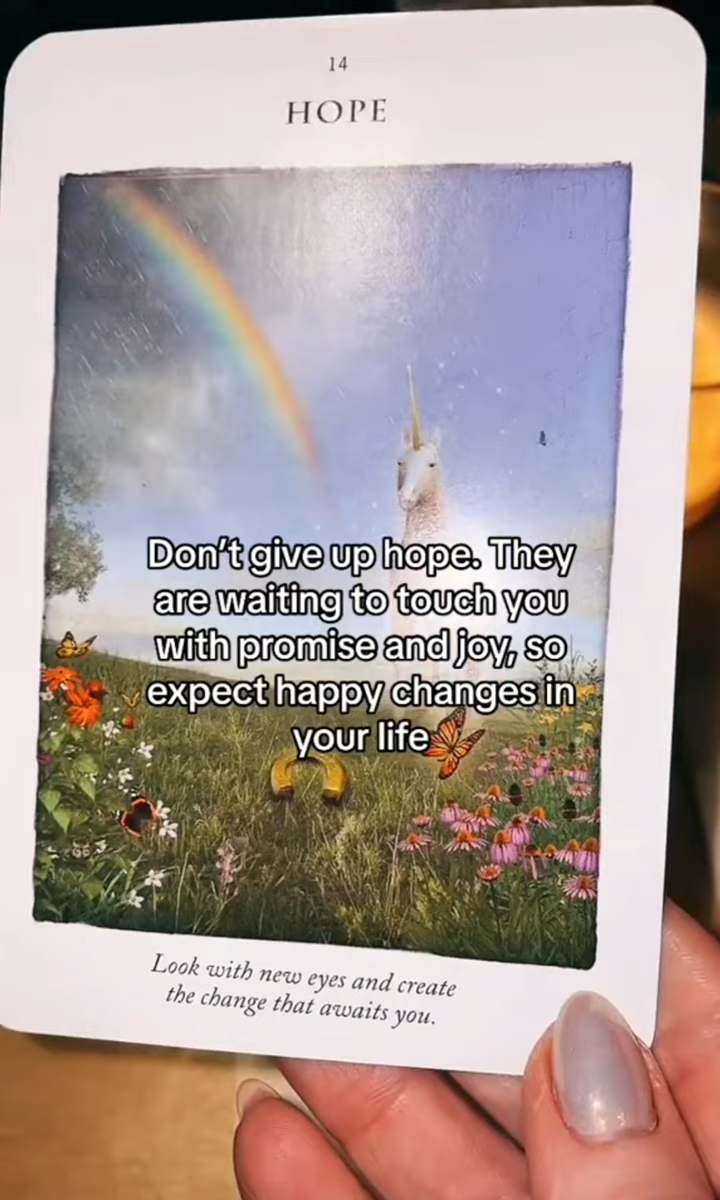 14
HOPE
Don't give up hope. They
are waiting to touch you
with promise and joy, so
expect happy changes in
your life
Look with new eyes and create
the change that awaits you.